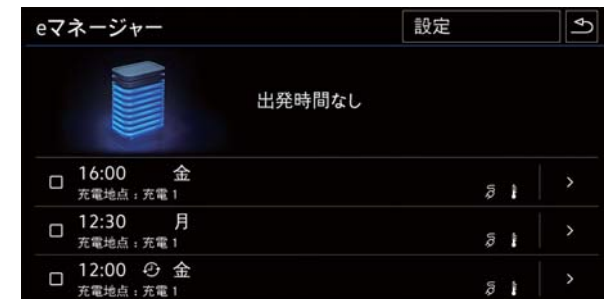 eマネージャー 設定
出発時間なし
16:00 金
充電地点：充電 1
12:30 月
充電地点：充電 1
12:00 金
充電地点：充電 1